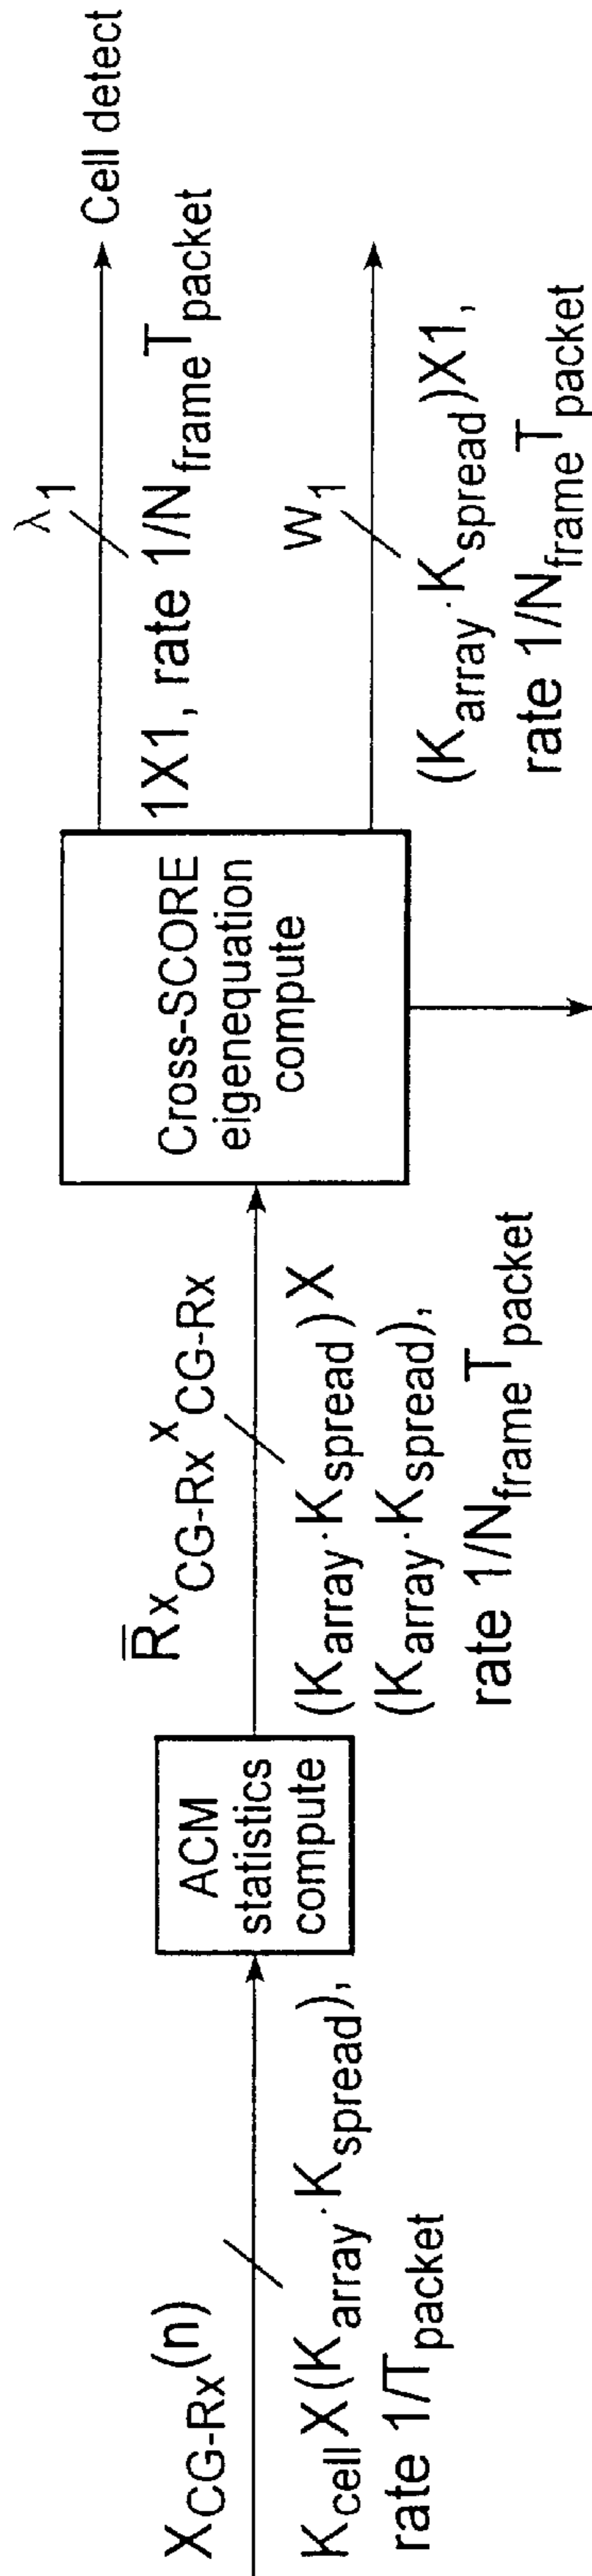 X_CG-Rx(n)
K_cell X (K_array · K_spread),
rate 1/T_packet
ACM
statistics
compute
R̅x_CG-Rx x_CG-Rx
(K_array · K_spread) X
(K_array · K_spread),
rate 1/N_frame T_packet
Cross-SCORE
eigenequation
compute
λ_1
Cell detect
1X1, rate 1/N_frame T_packet
W_1
(K_array · K_spread)X1,
rate 1/N_frame T_packet